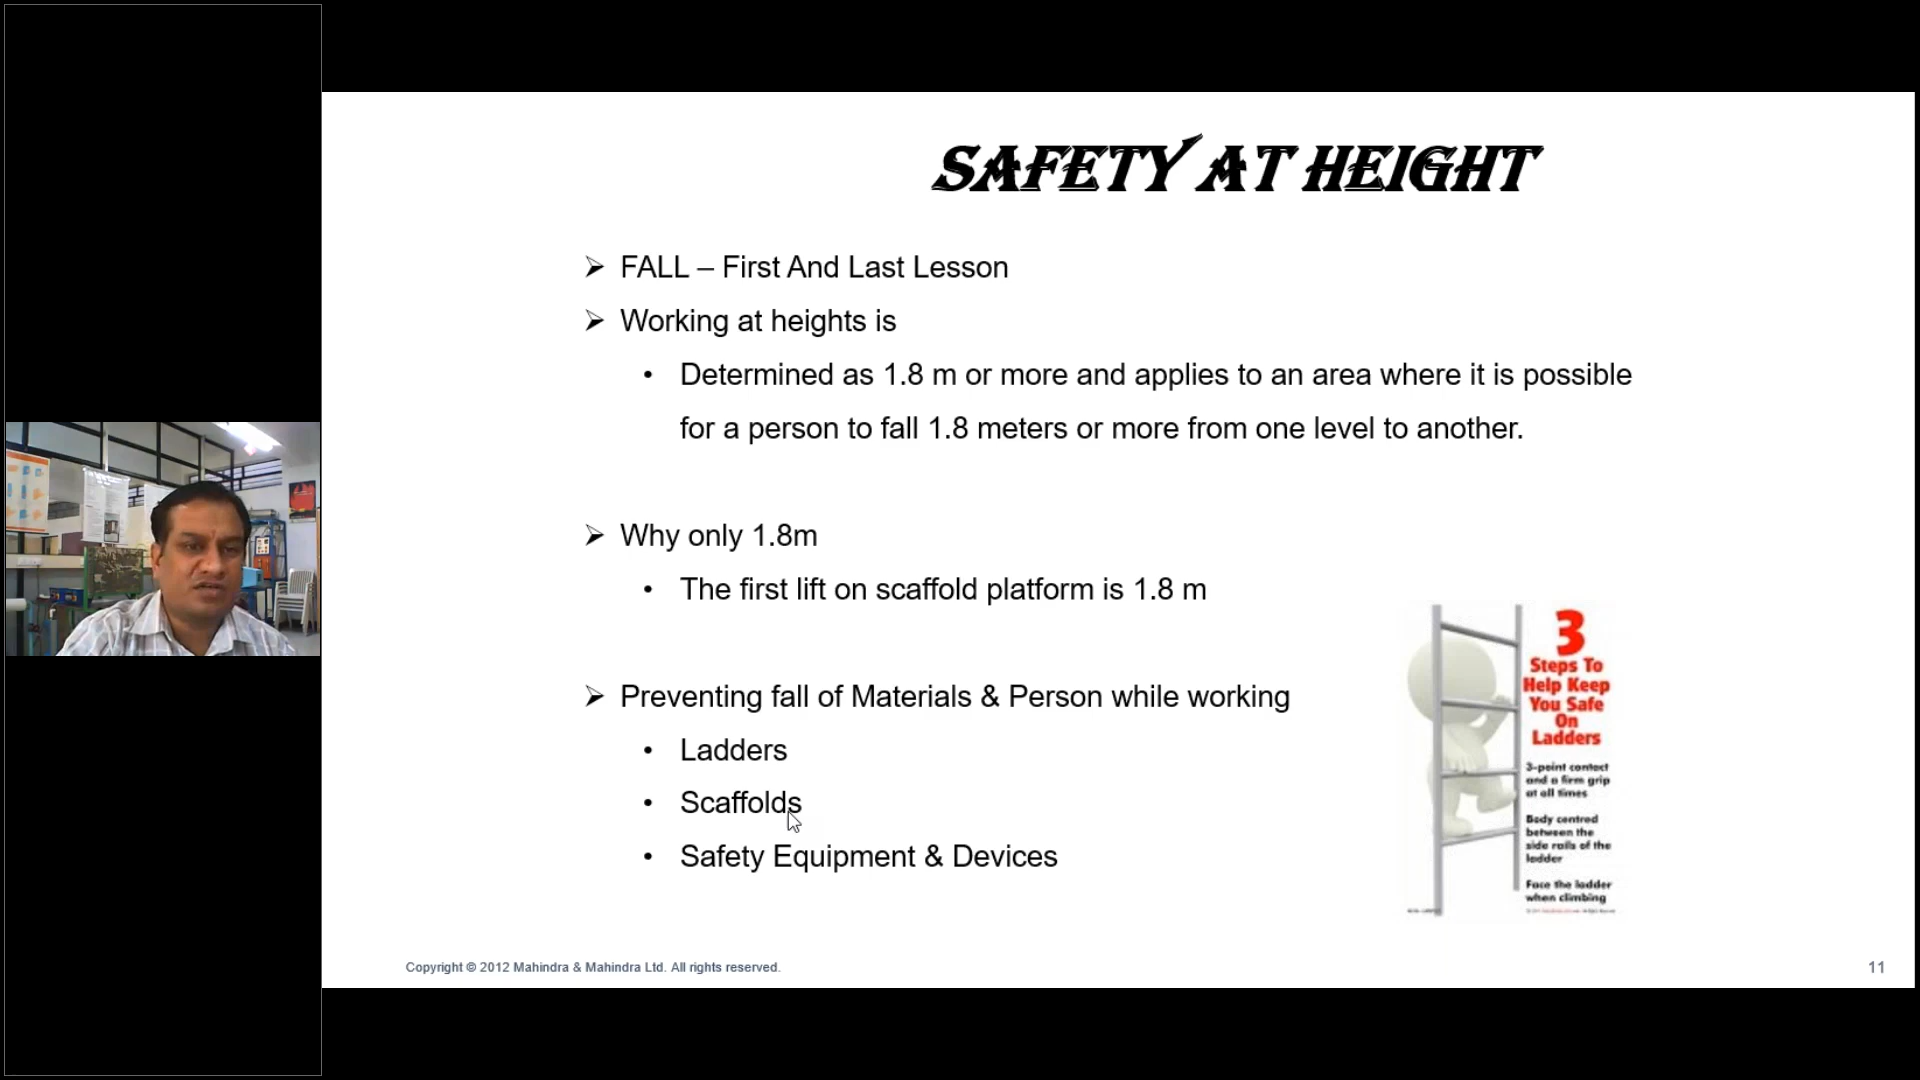 SAFETY AT HEIGHT
FALL – First And Last Lesson
Working at heights is
Determined as 1.8 m or more and applies to an area where it is possible
for a person to fall 1.8 meters or more from one level to another.
Why only 1.8m
The first lift on scaffold platform is 1.8 m
Preventing fall of Materials & Person while working
Ladders
Scaffolds
Safety Equipment & Devices
3
Steps To
Help Keep
You Safe
On
Ladders
3-point contact
and a firm grip
at all times
Body centred
between the
side rails of the
ladder
Face the ladder
when climbing
Copyright © 2012 Mahindra & Mahindra Ltd. All rights reserved.
11